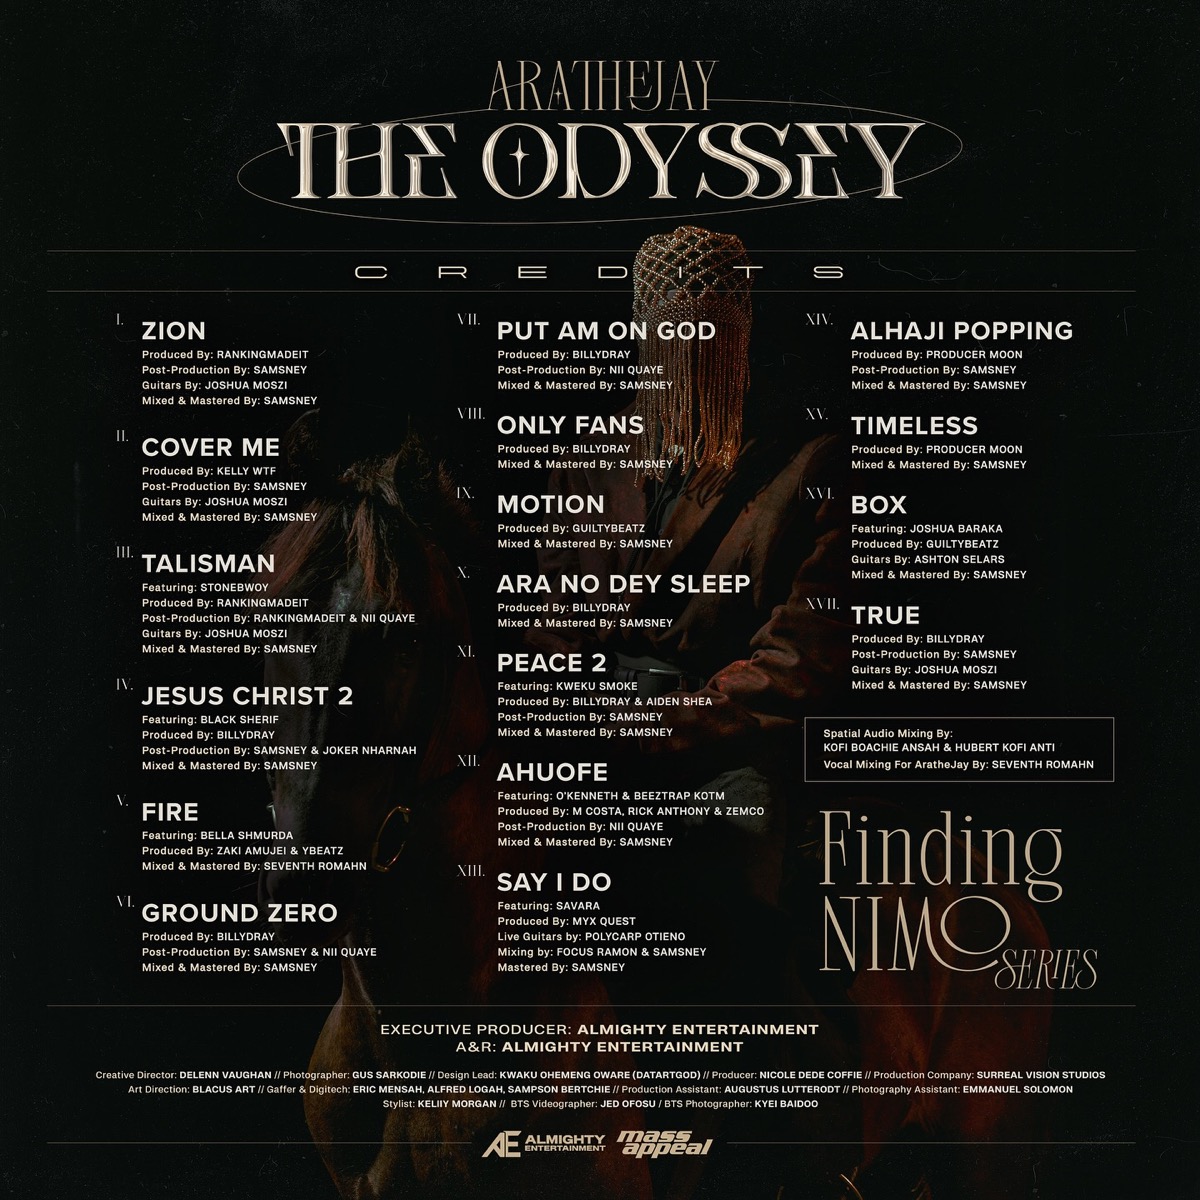 ARATHEJAY
THE ODYSSEY
CREDITS
I.
ZION
Produced By: RANKINGMADEIT
Post-Production By: SAMSNEY
Guitars By: JOSHUA MOSZI
Mixed & Mastered By: SAMSNEY
II.
COVER ME
Produced By: KELLY WTF
Post-Production By: SAMSNEY
Guitars By: JOSHUA MOSZI
Mixed & Mastered By: SAMSNEY
III.
TALISMAN
Featuring: STONEBWOY
Produced By: RANKINGMADEIT
Post-Production By: RANKINGMADEIT & NII QUAYE
Guitars By: JOSHUA MOSZI
Mixed & Mastered By: SAMSNEY
IV.
JESUS CHRIST 2
Featuring: BLACK SHERIF
Produced By: BILLYDRAY
Post-Production By: SAMSNEY & JOKER NHARNAH
Mixed & Mastered By: SAMSNEY
V.
FIRE
Featuring: BELLA SHMURDA
Produced By: ZAKI AMUJEI & YBEATZ
Mixed & Mastered By: SEVENTH ROMAHN
VI.
GROUND ZERO
Produced By: BILLYDRAY
Post-Production By: SAMSNEY & NII QUAYE
Mixed & Mastered By: SAMSNEY
VII.
PUT AM ON GOD
Produced By: BILLYDRAY
Post-Production By: NII QUAYE
Mixed & Mastered By: SAMSNEY
VIII.
ONLY FANS
Produced By: BILLYDRAY
Mixed & Mastered By: SAMSNEY
IX.
MOTION
Produced By: GUILTYBEATZ
Mixed & Mastered By: SAMSNEY
X.
ARA NO DEY SLEEP
Produced By: BILLYDRAY
Mixed & Mastered By: SAMSNEY
XI.
PEACE 2
Featuring: KWEKU SMOKE
Produced By: BILLYDRAY & AIDEN SHEA
Post-Production By: SAMSNEY
Mixed & Mastered By: SAMSNEY
XII.
AHUOFE
Featuring: O'KENNETH & BEEZTRAP KOTM
Produced By: M COSTA, RICK ANTHONY & ZEMCO
Post-Production By: NII QUAYE
Mixed & Mastered By: SAMSNEY
XIII.
SAY I DO
Featuring: SAVARA
Produced By: MYX QUEST
Live Guitars by: POLYCARP OTIENO
Mixing by: FOCUS RAMON & SAMSNEY
Mastered By: SAMSNEY
XIV.
ALHAJI POPPING
Produced By: PRODUCER MOON
Post-Production By: SAMSNEY
Mixed & Mastered By: SAMSNEY
XV.
TIMELESS
Produced By: PRODUCER MOON
Mixed & Mastered By: SAMSNEY
XVI.
BOX
Featuring: JOSHUA BARAKA
Produced By: GUILTYBEATZ
Guitars By: ASHTON SELARS
Mixed & Mastered By: SAMSNEY
XVII.
TRUE
Produced By: BILLYDRAY
Post-Production By: SAMSNEY
Guitars By: JOSHUA MOSZI
Mixed & Mastered By: SAMSNEY
Spatial Audio Mixing By:
KOFI BOACHIE ANSAH & HUBERT KOFI ANTI
Vocal Mixing For AratheJay By: SEVENTH ROMAHN
Finding
NIMO
SERIES
EXECUTIVE PRODUCER: ALMIGHTY ENTERTAINMENT
A&R: ALMIGHTY ENTERTAINMENT
Creative Director: DELENN VAUGHAN // Photographer: GUS SARKODIE // Design Lead: KWAKU OHEMENG OWARE (DATARTGOD) // Producer: NICOLE DEDE COFFIE // Production Company: SURREAL VISION STUDIOS
Art Direction: BLACUS ART // Gaffer & Digitech: ERIC MENSAH, ALFRED LOGAH, SAMPSON BERTCHIE // Production Assistant: AUGUSTUS LUTTERODT // Photography Assistant: EMMANUEL SOLOMON
Stylist: KELIIY MORGAN // BTS Videographer: JED OFOSU / BTS Photographer: KYEI BAIDOO
AE ALMIGHTY
ENTERTAINMENT
mass
appeal